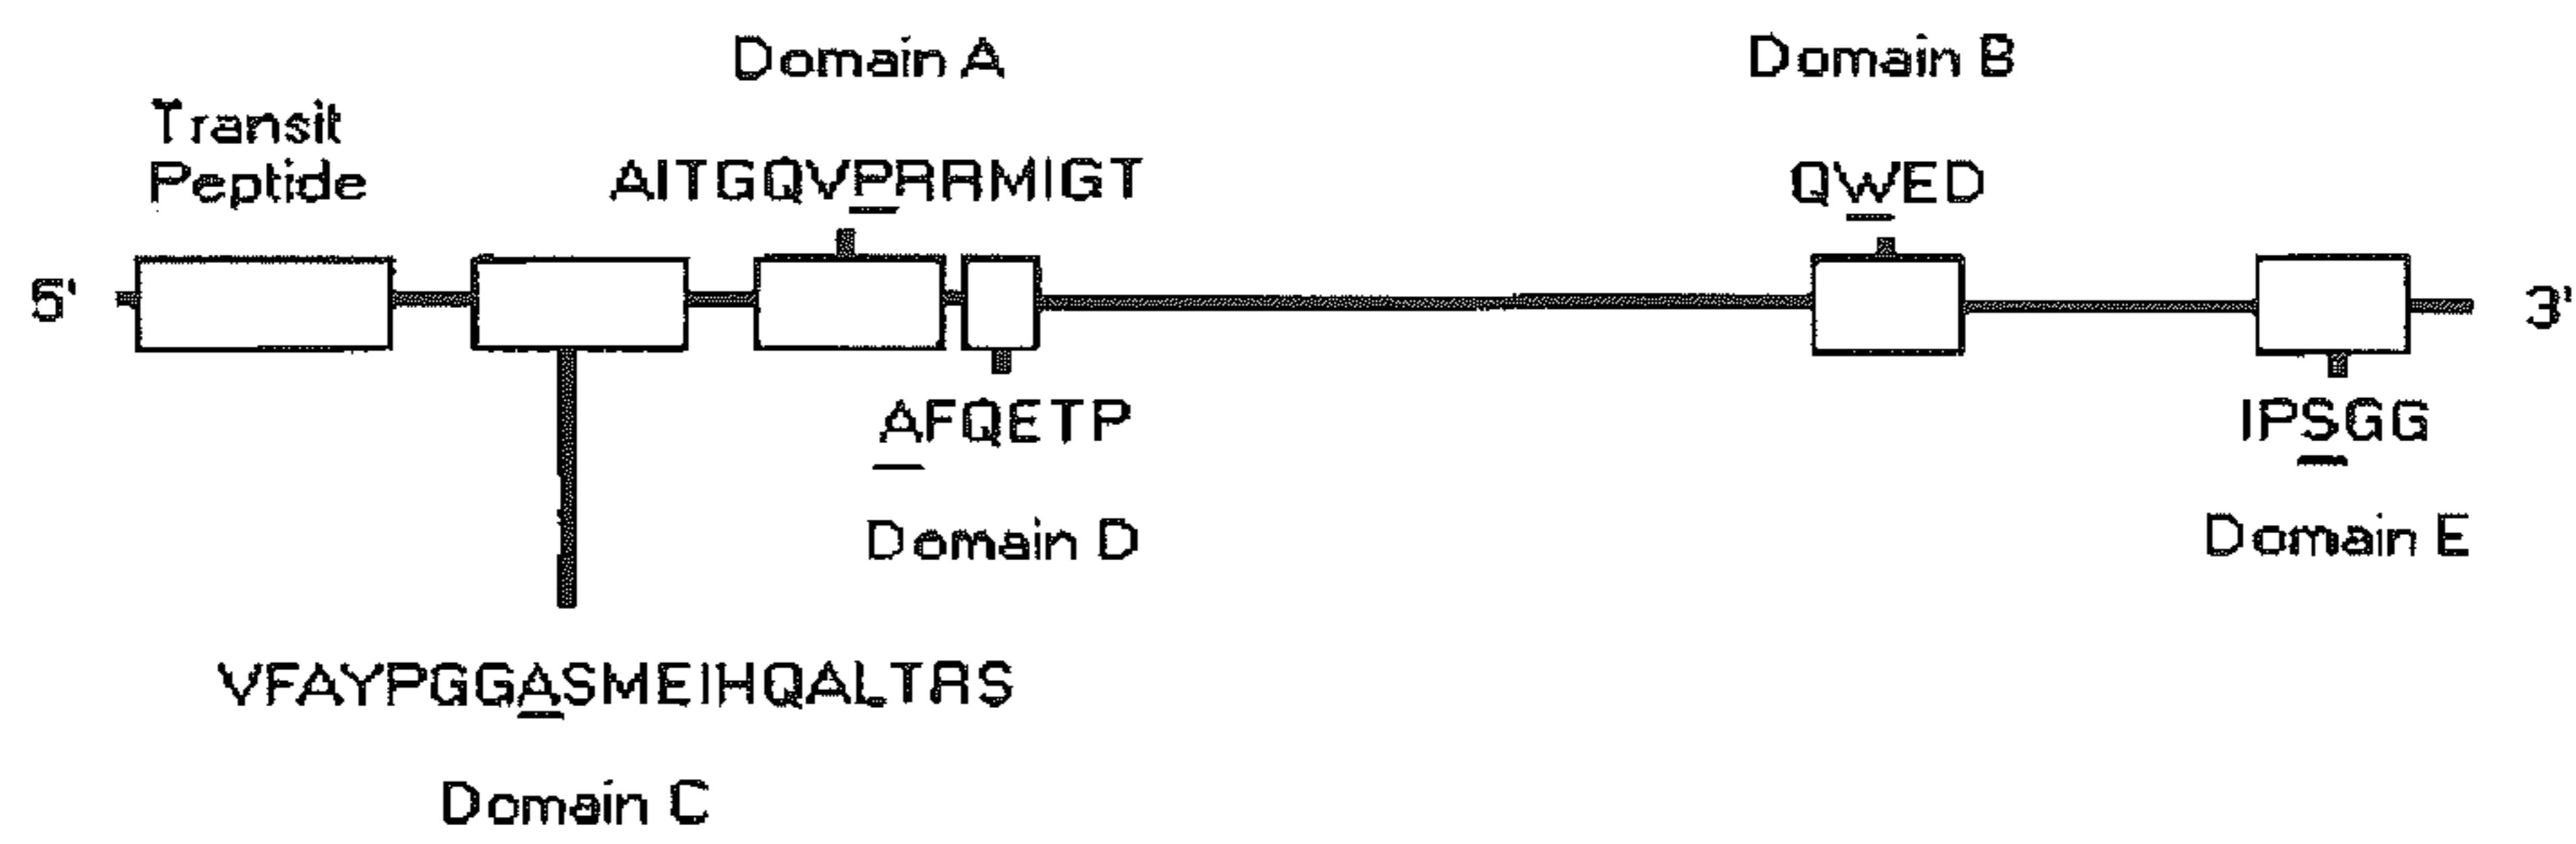 Domain A
Domain B
Transit
Peptide
AITGQVPRRMIGT
QWED
5'
3'
AFQETP
IPSGG
Domain D
Domain E
VFAYPGGASMEIHQALTRS
Domain C